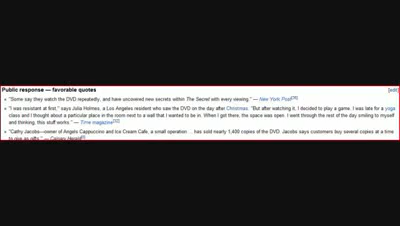 Public response — favorable quotes [edit]
"Some say they watch the DVD repeatedly, and have uncovered new secrets within The Secret with every viewing." — New York Post
"I was resistant at first," says Julia Holmes, a Los Angeles resident who saw the DVD on the day after Christmas. "But after watching it, I decided to play a game. I was late for a yoga
class and I thought about a particular place in the room next to a wall that I wanted to be in. When I got there, the space was open. I went through the rest of the day smiling to myself
and thinking, this stuff works." — Time magazine
"Cathy Jacobs—owner of Angels Cappuccino and Ice Cream Cafe, a small operation ... has sold nearly 1,400 copies of the DVD. Jacobs says customers buy several copies at a time
to give as gifts." — Calgary Herald